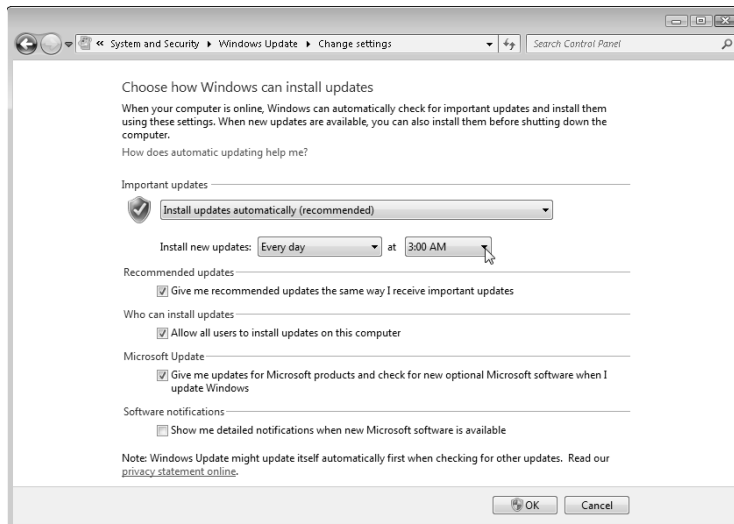 « System and Security ▸ Windows Update ▸ Change settings
Search Control Panel
Choose how Windows can install updates
When your computer is online, Windows can automatically check for important updates and install them
using these settings. When new updates are available, you can also install them before shutting down the
computer.
How does automatic updating help me?
Important updates
Install updates automatically (recommended)
Install new updates: Every day at 3:00 AM
Recommended updates
Give me recommended updates the same way I receive important updates
Who can install updates
Allow all users to install updates on this computer
Microsoft Update
Give me updates for Microsoft products and check for new optional Microsoft software when I
update Windows
Software notifications
Show me detailed notifications when new Microsoft software is available
Note: Windows Update might update itself automatically first when checking for other updates. Read our
privacy statement online.
OK Cancel